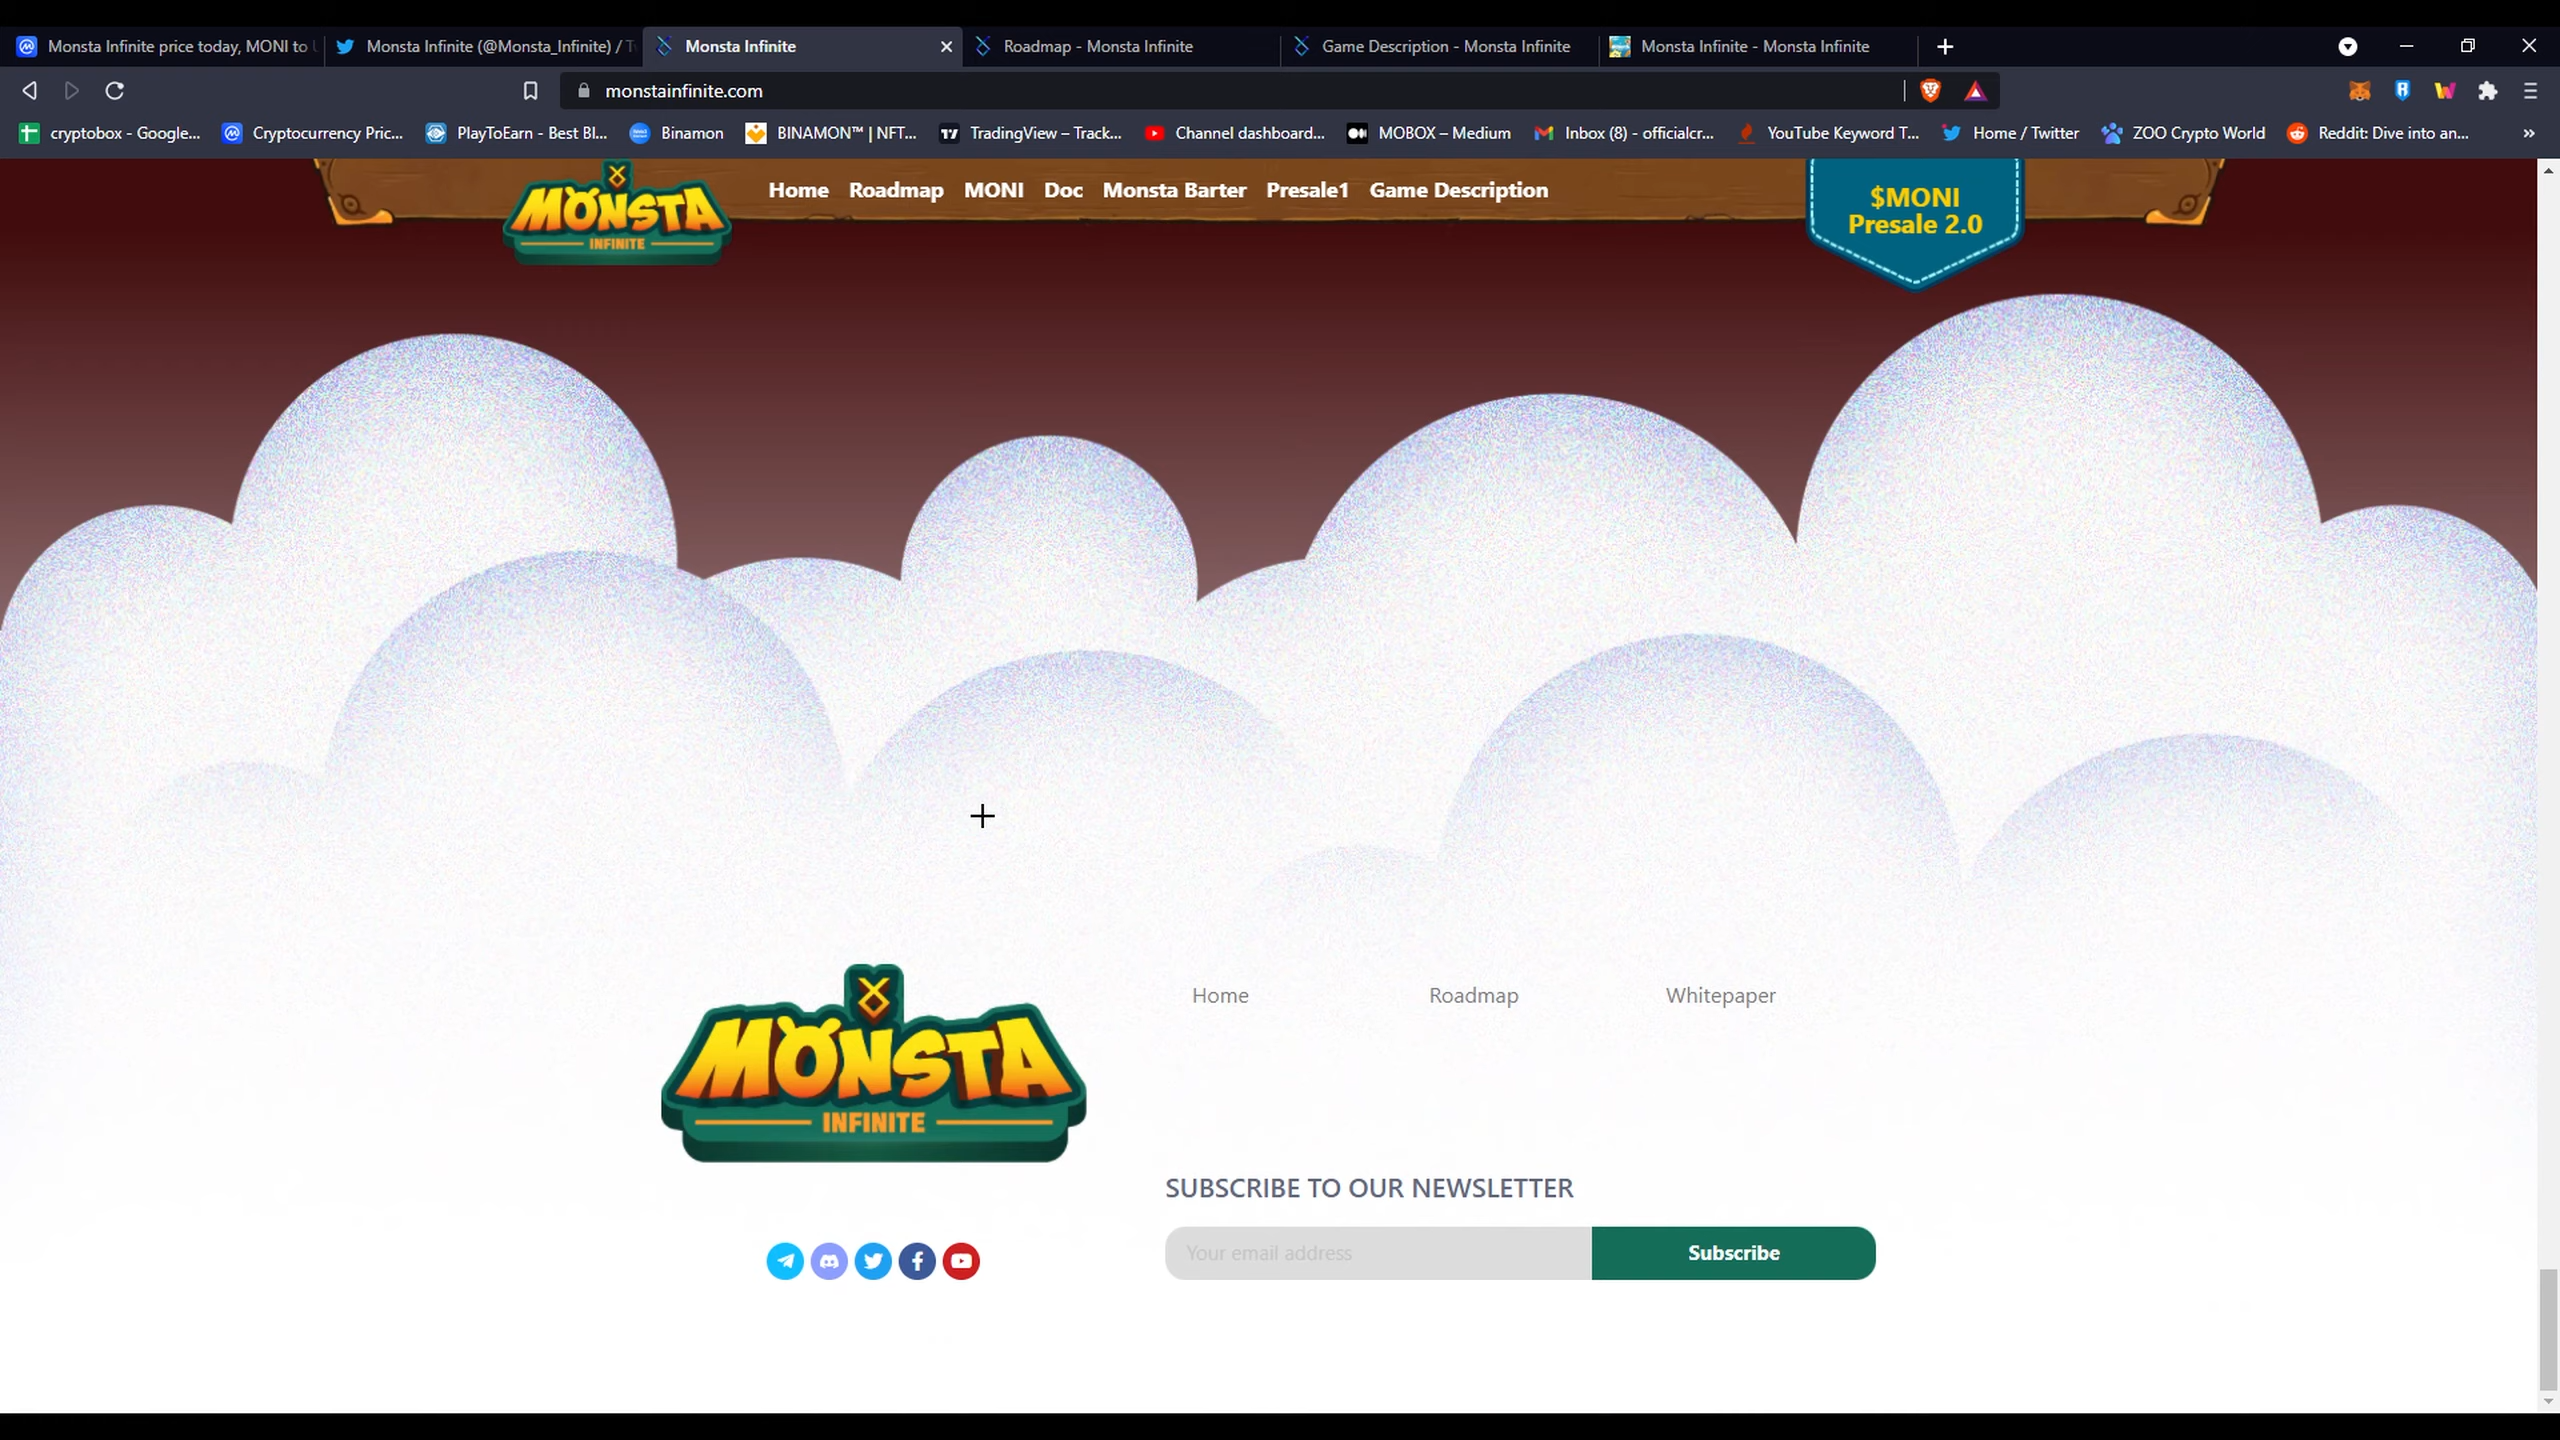 Monsta Infinite price today, MONI to U
Monsta Infinite (@Monsta_Infinite) / T
Monsta Infinite
Roadmap - Monsta Infinite
Game Description - Monsta Infinite
Monsta Infinite - Monsta Infinite
monstainfinite.com
cryptobox - Google...
Cryptocurrency Pric...
PlayToEarn - Best Bl...
Binamon
BINAMON™ | NFT...
TradingView – Track...
Channel dashboard...
MOBOX – Medium
Inbox (8) - officialcr...
YouTube Keyword T...
Home / Twitter
ZOO Crypto World
Reddit: Dive into an...
MONSTA
INFINITE
Home
Roadmap
MONI
Doc
Monsta Barter
Presale1
Game Description
$MONI
Presale 2.0
MONSTA
INFINITE
Home
Roadmap
Whitepaper
SUBSCRIBE TO OUR NEWSLETTER
Your email address
Subscribe